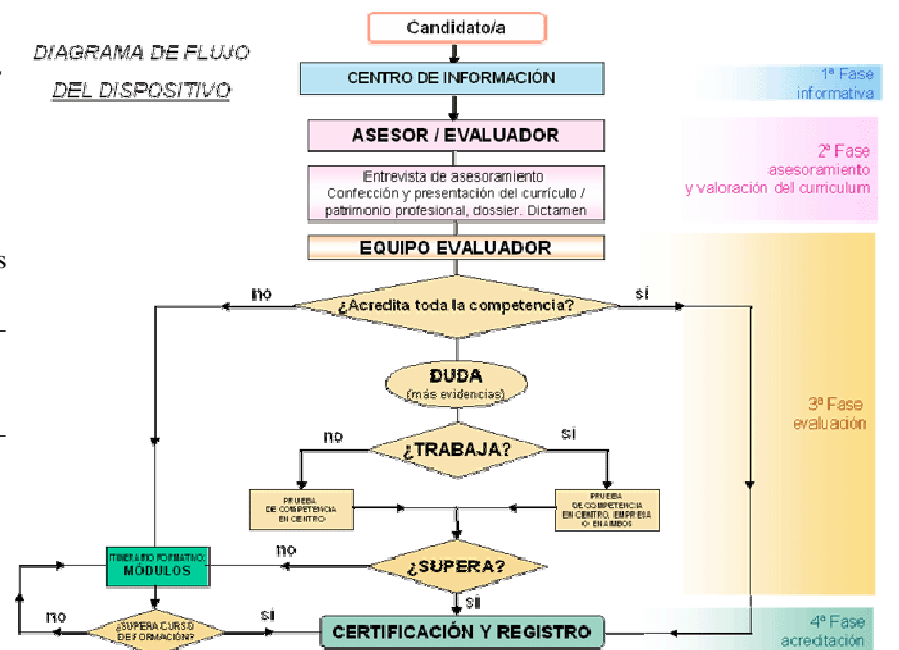 Candidato/a
DIAGRAMA DE FLUJO
DEL DISPOSITIVO
CENTRO DE INFORMACIÓN
1ª Fase
informativa
ASESOR / EVALUADOR
2ª Fase
asesoramiento
y valoración del curriculum
Entrevista de asesoramiento
Confección y presentación del currículo /
patrimonio profesional, dossier. Dictamen
EQUIPO EVALUADOR
no
¿Acredita toda la competencia?
sí
DUDA
(más evidencias)
3ª Fase
evaluación
no
¿TRABAJA?
sí
PRUEBA
DE COMPETENCIA
EN CENTRO
PRUEBA
DE COMPETENCIA
EN CENTRO, EMPRESA
O EN AMBOS
s
no
¿SUPERA?
sí
ITINERARIO FORMATIVO:
MÓDULOS
no
¿SUPERA CURSO
DE FORMACIÓN?
sí
CERTIFICACIÓN Y REGISTRO
4ª Fase
acreditación